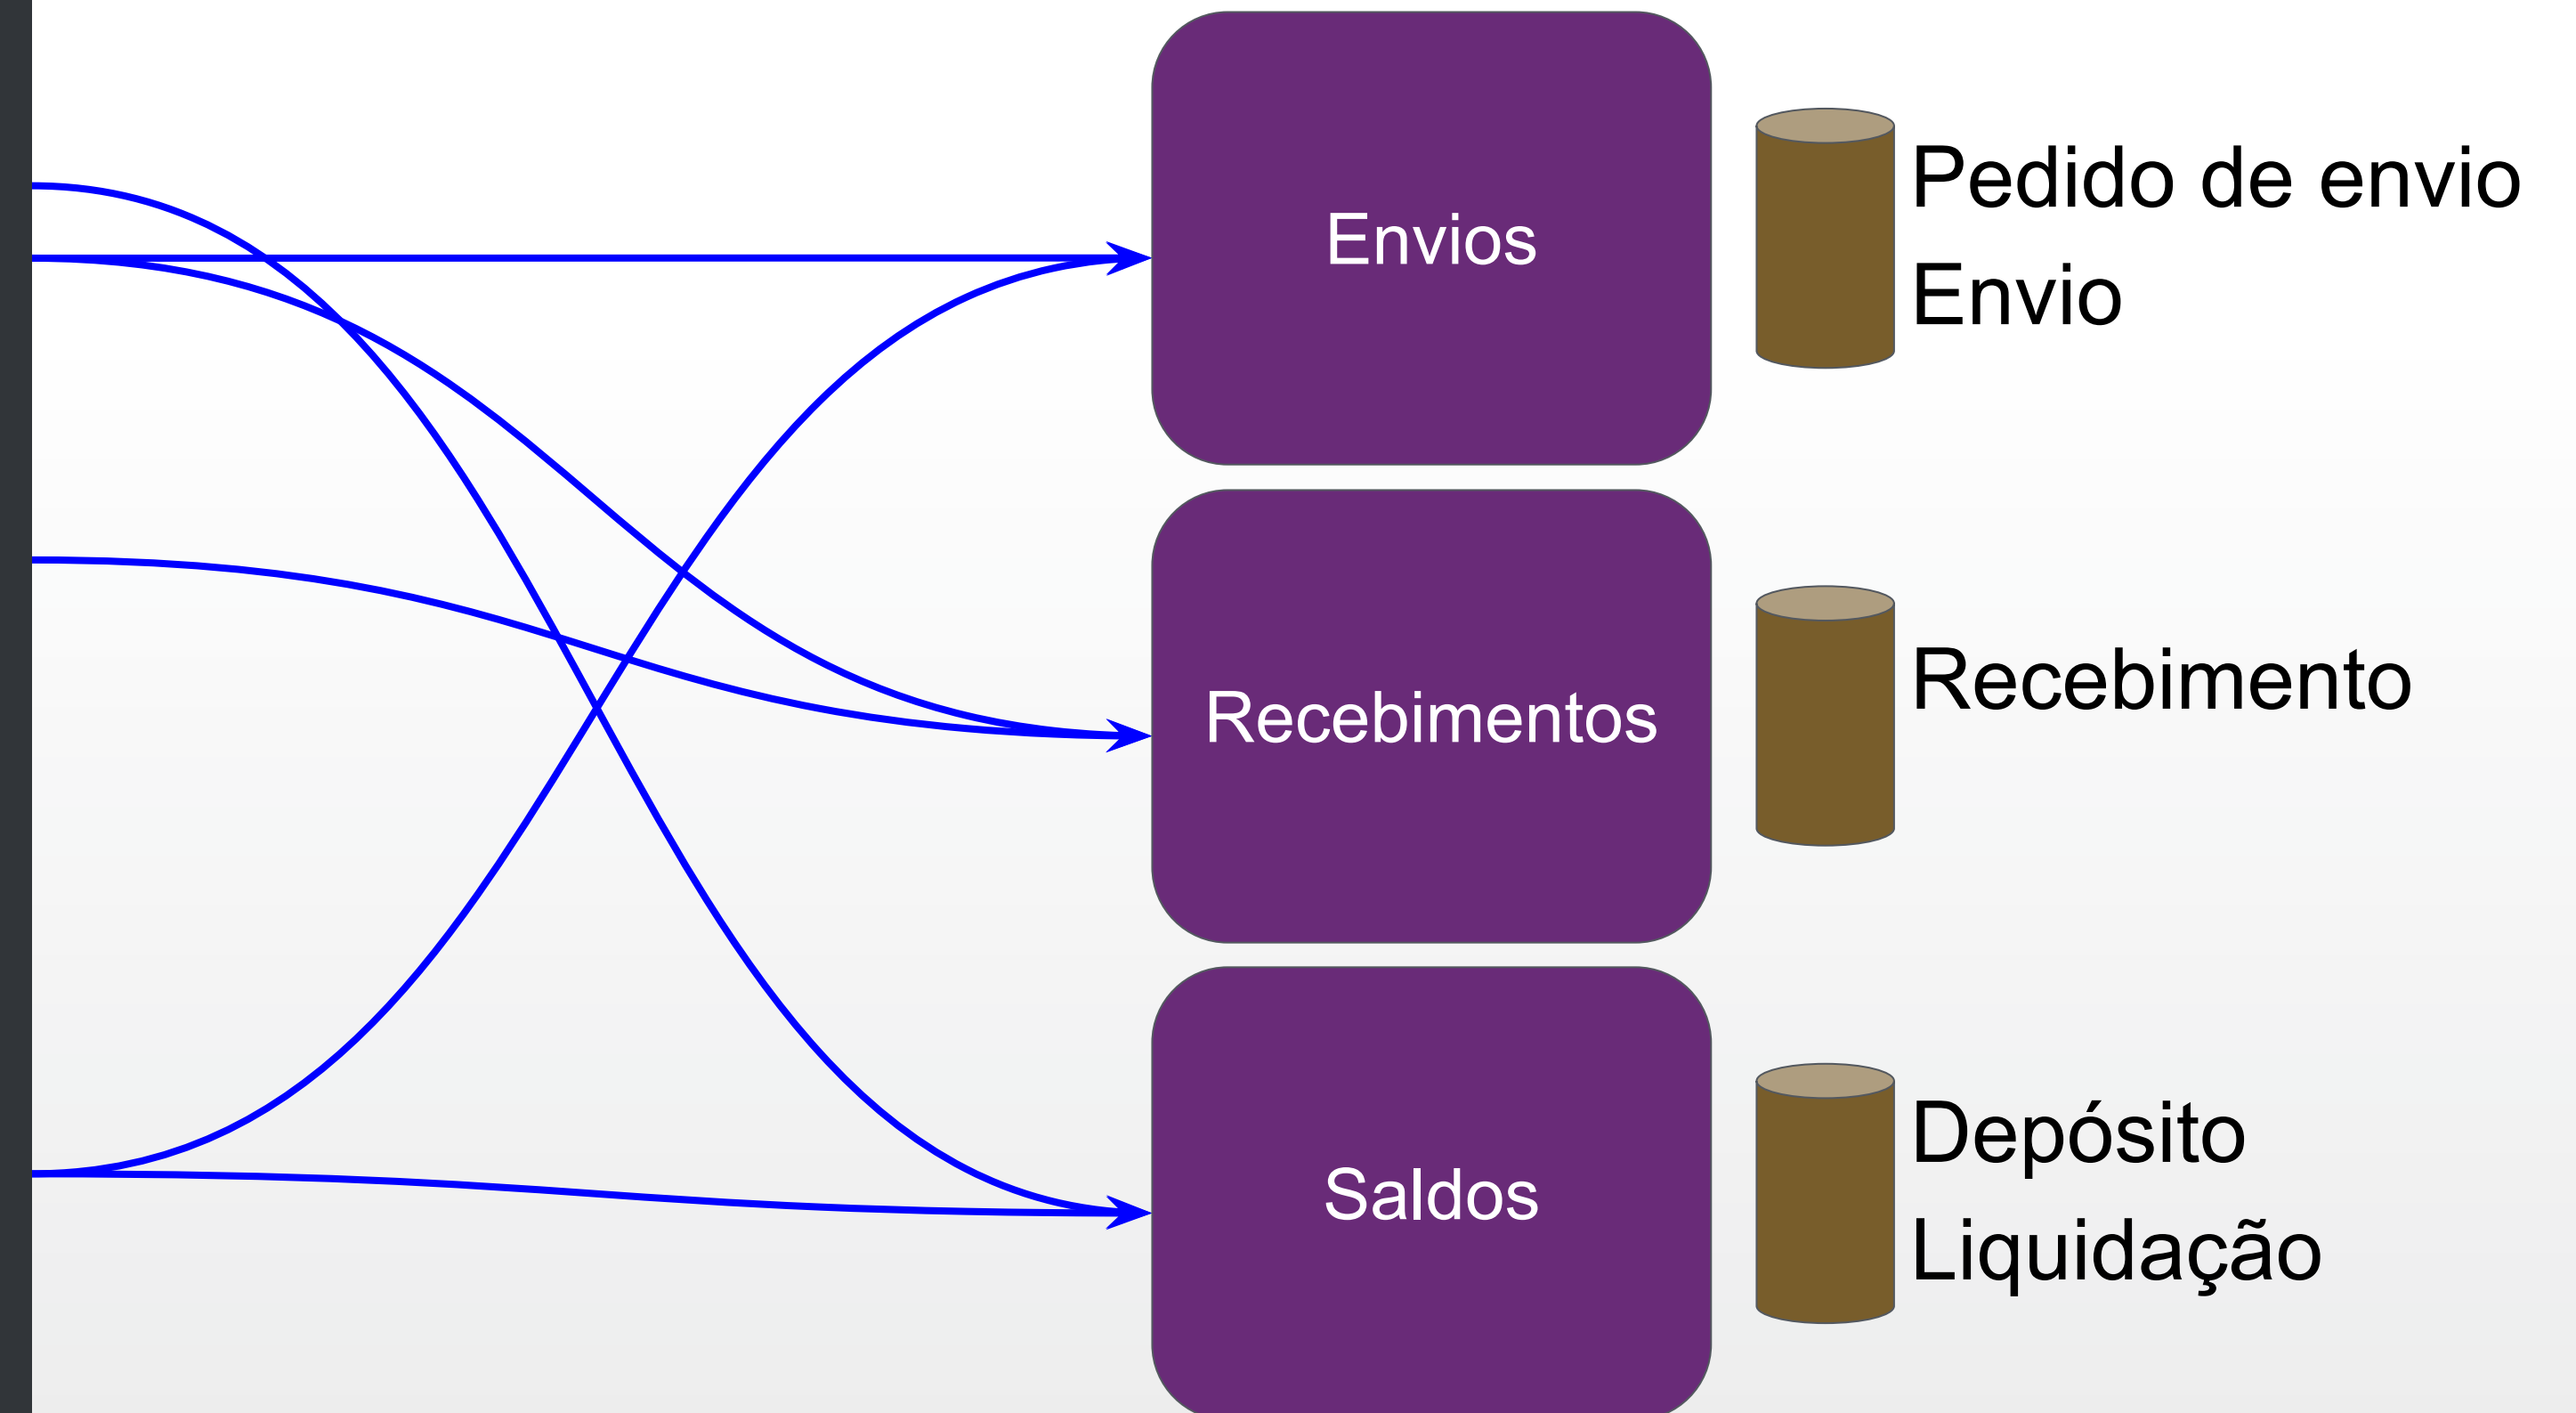 Envios
Pedido de envio
Envio
Recebimentos
Recebimento
Saldos
Depósito
Liquidação